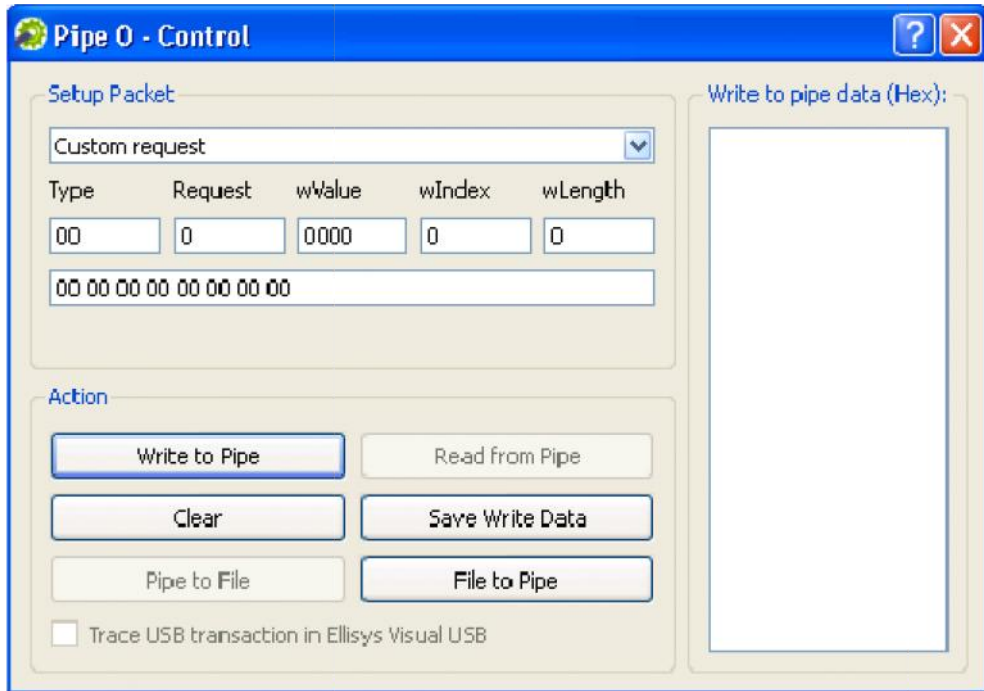 Pipe 0 - Control
Setup Packet
Custom request
Type Request wValue wIndex wLength
00 0 0000 0 0
00 00 00 00 00 00 00 00
Action
Write to Pipe Read from Pipe
Clear Save Write Data
Pipe to File File to Pipe
Trace USB transaction in Ellisys Visual USB
Write to pipe data (Hex):